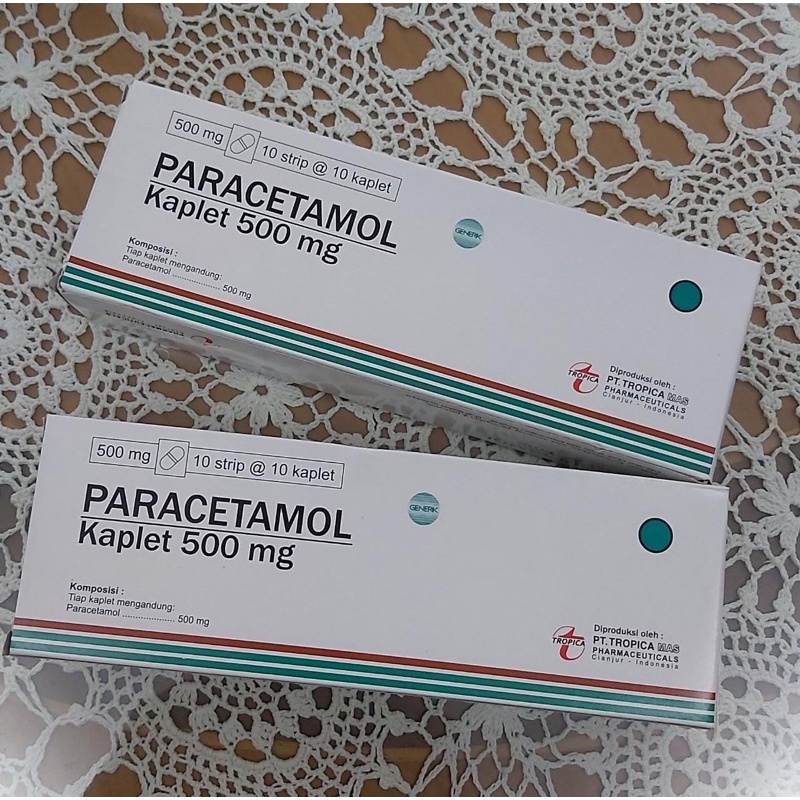 500 mg 10 strip @ 10 kaplet
PARACETAMOL
Kaplet 500 mg
GENERIK
Komposisi :
Tiap kaplet mengandung:
Paracetamol ................... 500 mg
TROPICA
Diproduksi oleh :
PT. TROPICA MAS
PHARMACEUTICALS
Cianjur - Indonesia
500 mg 10 strip @ 10 kaplet
PARACETAMOL
Kaplet 500 mg
GENERIK
Komposisi :
Tiap kaplet mengandung:
Paracetamol ................... 500 mg
TROPICA
Diproduksi oleh :
PT. TROPICA MAS
PHARMACEUTICALS
Cianjur - Indonesia